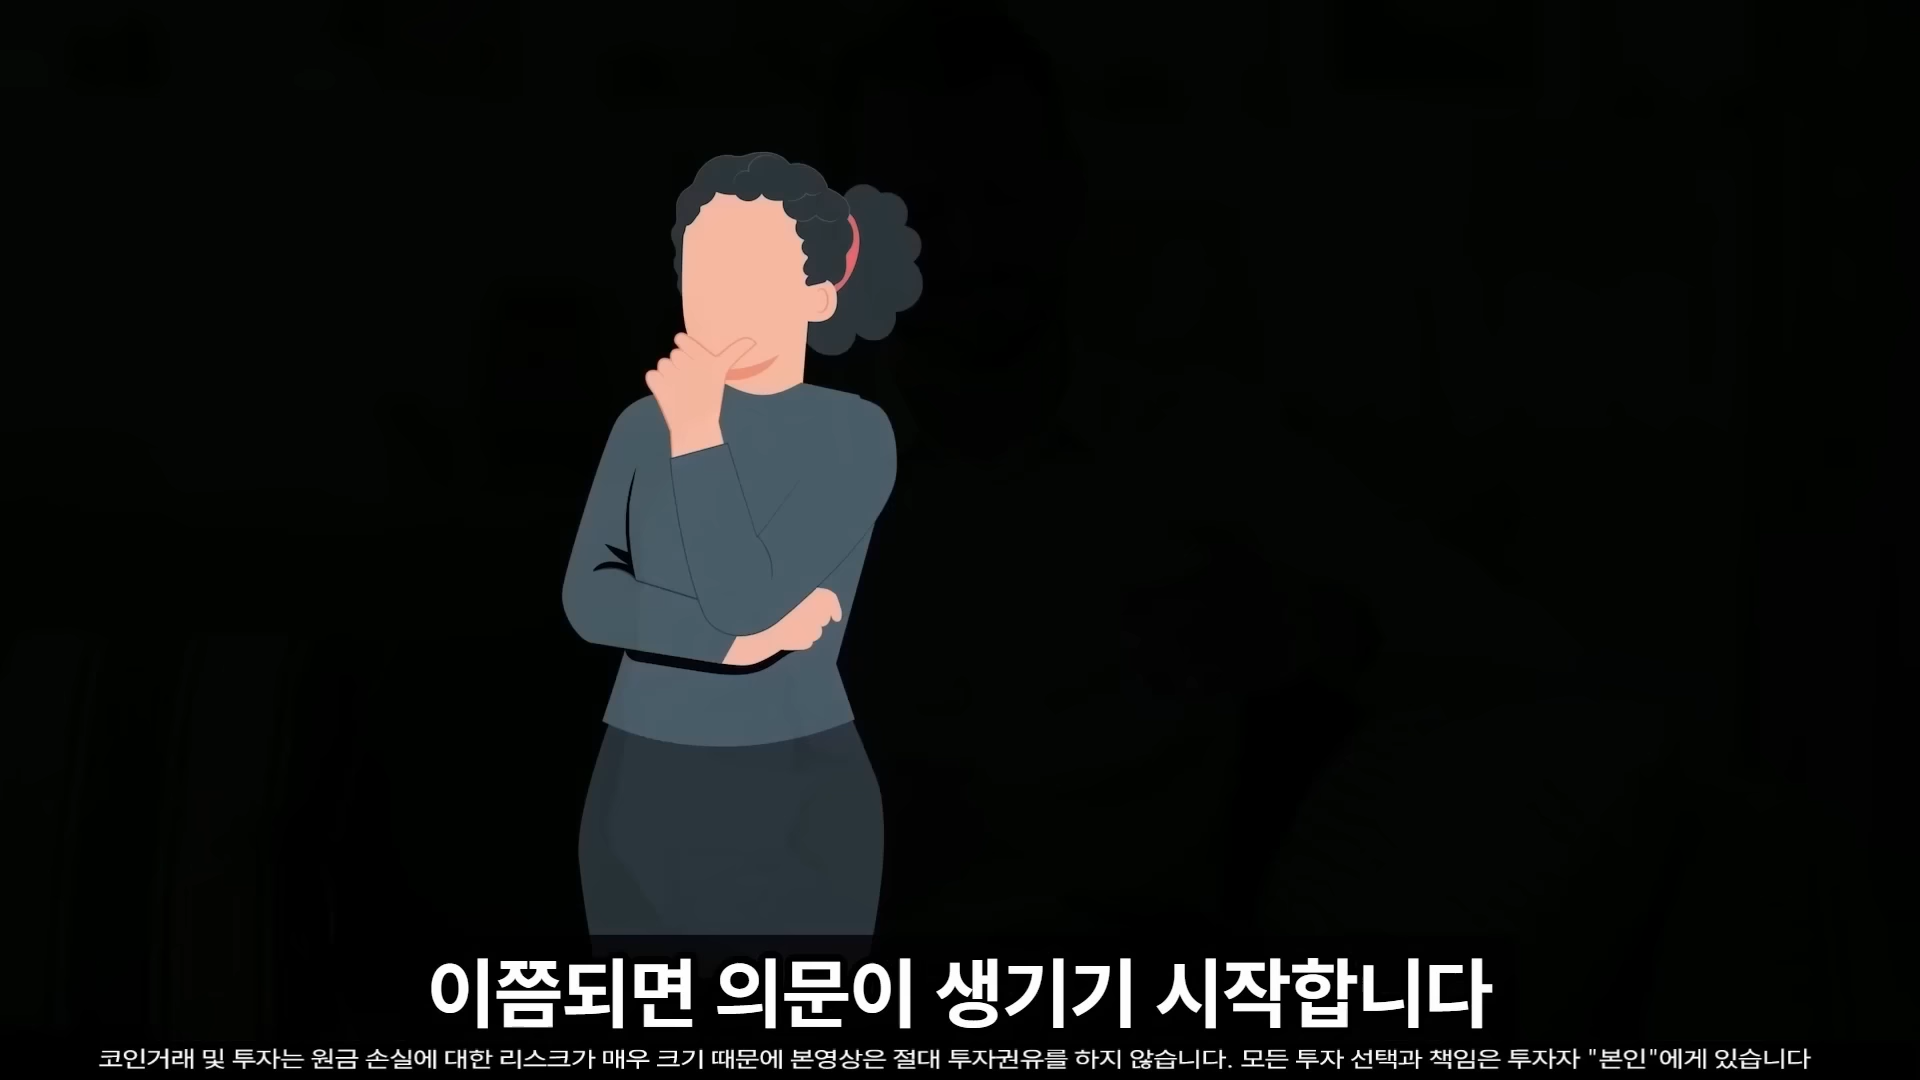 이쯤되면 의문이 생기기 시작합니다
코인거래 및 투자는 원금 손실에 대한 리스크가 매우 크기 때문에 본영상은 절대 투자권유를 하지 않습니다. 모든 투자 선택과 책임은 투자자 "본인"에게 있습니다